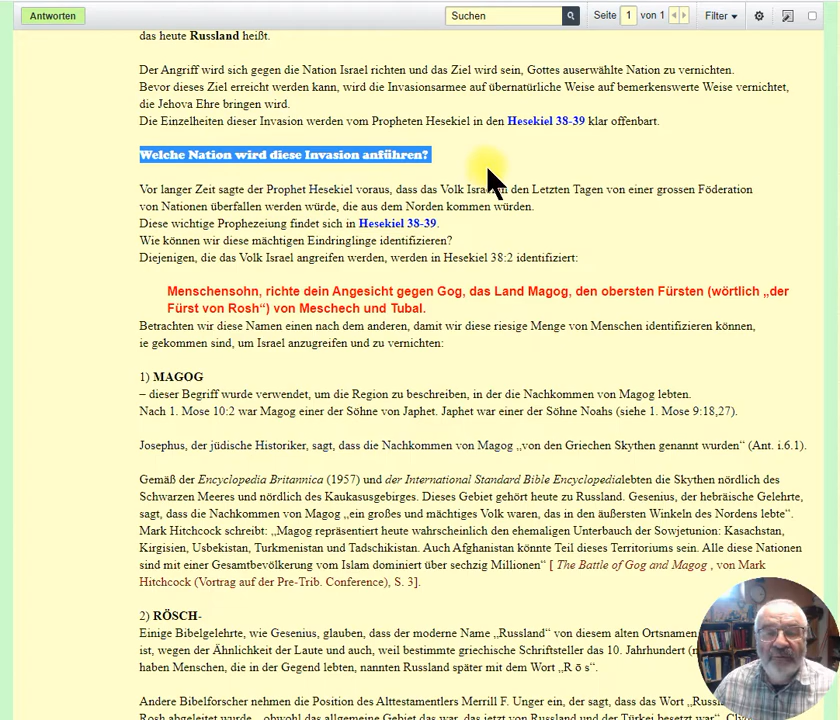 Antworten
Suchen
Seite 1 von 1
Filter
das heute Russland heißt.
Der Angriff wird sich gegen die Nation Israel richten und das Ziel wird sein, Gottes auserwählte Nation zu vernichten.
Bevor dieses Ziel erreicht werden kann, wird die Invasionsarmee auf übernatürliche Weise auf bemerkenswerte Weise vernichtet,
die Jehova Ehre bringen wird.
Die Einzelheiten dieser Invasion werden vom Propheten Hesekiel in den Hesekiel 38-39 klar offenbart.
Welche Nation wird diese Invasion anführen?
Vor langer Zeit sagte der Prophet Hesekiel voraus, dass das Volk Isra in den Letzten Tagen von einer grossen Föderation
von Nationen überfallen werden würde, die aus dem Norden kommen würden.
Diese wichtige Prophezeiung findet sich in Hesekiel 38-39.
Wie können wir diese mächtigen Eindringlinge identifizieren?
Diejenigen, die das Volk Israel angreifen werden, werden in Hesekiel 38:2 identifiziert:
Menschensohn, richte dein Angesicht gegen Gog, das Land Magog, den obersten Fürsten (wörtlich „der
Fürst von Rosh“) von Meschech und Tubal.
Betrachten wir diese Namen einen nach dem anderen, damit wir diese riesige Menge von Menschen identifizieren können,
ie gekommen sind, um Israel anzugreifen und zu vernichten:
1) MAGOG
– dieser Begriff wurde verwendet, um die Region zu beschreiben, in der die Nachkommen von Magog lebten.
Nach 1. Mose 10:2 war Magog einer der Söhne von Japhet. Japhet war einer der Söhne Noahs (siehe 1. Mose 9:18,27).
Josephus, der jüdische Historiker, sagt, dass die Nachkommen von Magog „von den Griechen Skythen genannt wurden“ (Ant. i.6.1).
Gemäß der Encyclopedia Britannica (1957) und der International Standard Bible Encyclopedialebten die Skythen nördlich des
Schwarzen Meeres und nördlich des Kaukasusgebirges. Dieses Gebiet gehört heute zu Russland. Gesenius, der hebräische Gelehrte,
sagt, dass die Nachkommen von Magog „ein großes und mächtiges Volk waren, das in den äußersten Winkeln des Nordens lebte“.
Mark Hitchcock schreibt: „Magog repräsentiert heute wahrscheinlich den ehemaligen Unterbauch der Sowjetunion: Kasachstan,
Kirgisien, Usbekistan, Turkmenistan und Tadschikistan. Auch Afghanistan könnte Teil dieses Territoriums sein. Alle diese Nationen
sind mit einer Gesamtbevölkerung vom Islam dominiert über sechzig Millionen“ [ The Battle of Gog and Magog , von Mark
Hitchcock (Vortrag auf der Pre-Trib. Conference), S. 3].
2) RÖSCH-
Einige Bibelgelehrte, wie Gesenius, glauben, dass der moderne Name „Russland“ von diesem alten Ortsnamen
ist, wegen der Ähnlichkeit der Laute und auch, weil bestimmte griechische Schriftsteller das 10. Jahrhundert
haben Menschen, die in der Gegend lebten, nannten Russland später mit dem Wort „R ō s“.
Andere Bibelforscher nehmen die Position des Alttestamentlers Merrill F. Unger ein, der sagt, dass das Wort
Rosh abgeleitet wurde – obwohl das allgemeine Gebiet das war, das jetzt von Russland und der Türkei besetzt war“.